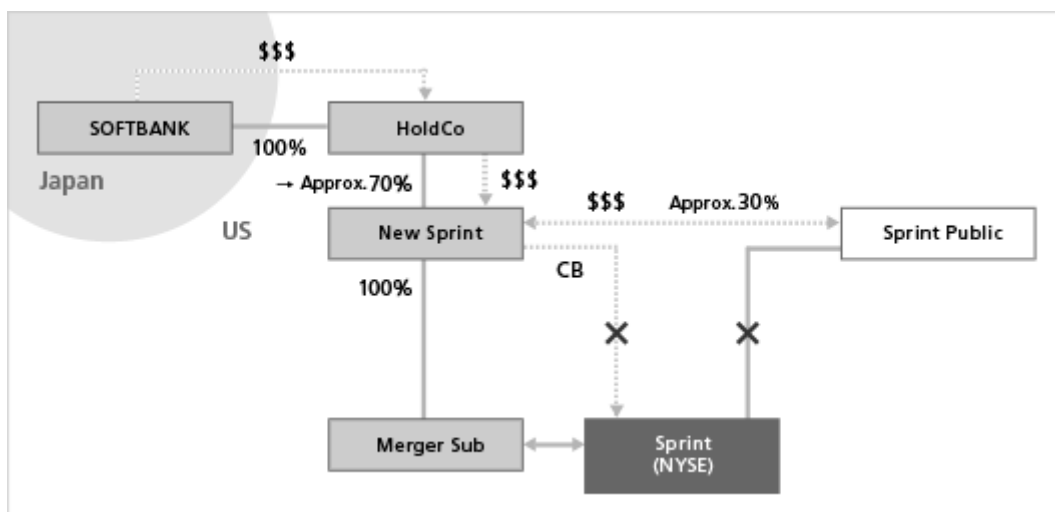 $$$
SOFTBANK
HoldCo
100%
Japan
→ Approx.70%
$$$
$$$
Approx.30%
US
New Sprint
Sprint Public
CB
100%
Merger Sub
Sprint
(NYSE)